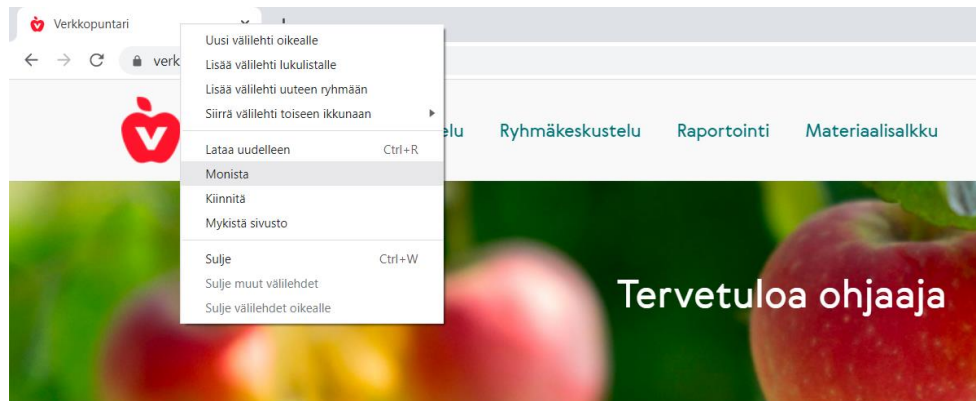 Verkkopuntari
verk
Uusi välilehti oikealle
Lisää välilehti lukulistalle
Lisää välilehti uuteen ryhmään
Siirrä välilehti toiseen ikkunaan
Lataa uudelleen Ctrl+R
Monista
Kiinnitä
Mykistä sivusto
Sulje Ctrl+W
Sulje muut välilehdet
Sulje välilehdet oikealle
V
elu Ryhmäkeskustelu Raportointi Materiaalisalkku
Tervetuloa ohjaaja